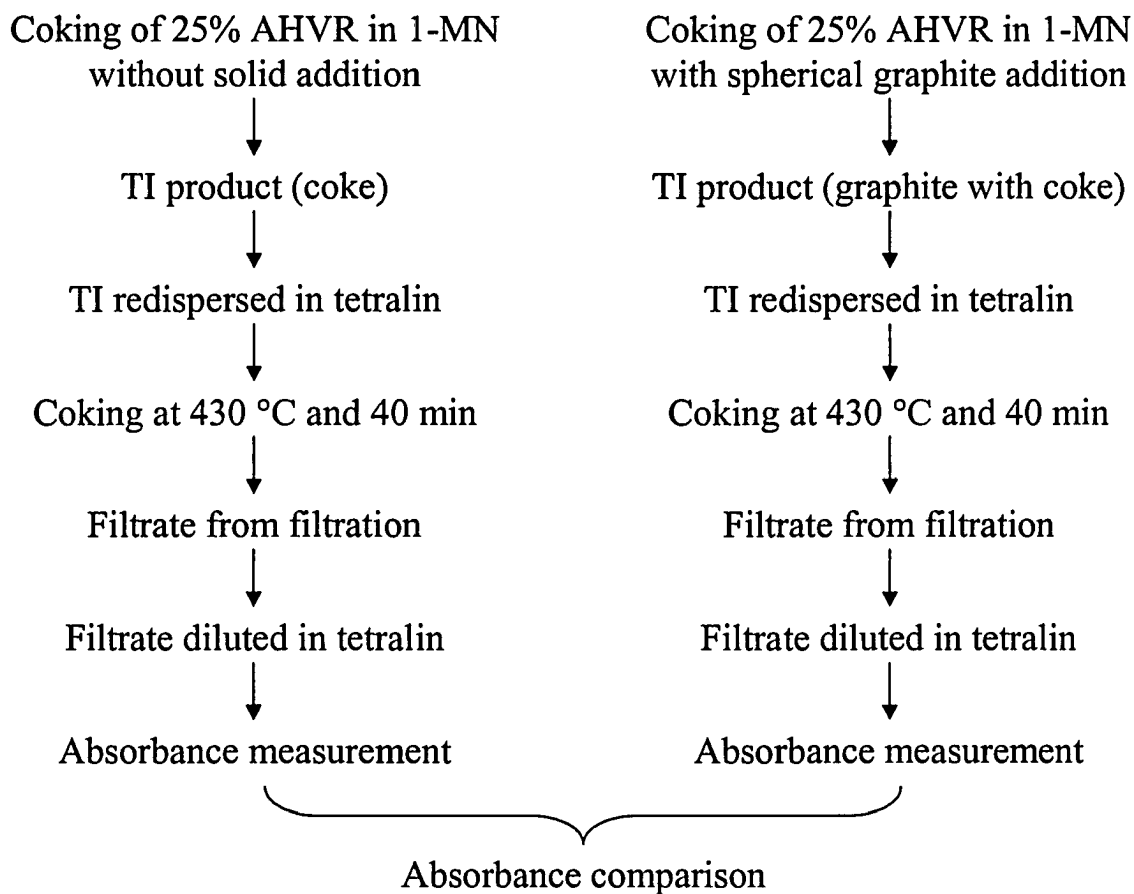 Coking of 25% AHVR in 1-MN
without solid addition
TI product (coke)
TI redispersed in tetralin
Coking at 430 °C and 40 min
Filtrate from filtration
Filtrate diluted in tetralin
Absorbance measurement
Coking of 25% AHVR in 1-MN
with spherical graphite addition
TI product (graphite with coke)
TI redispersed in tetralin
Coking at 430 °C and 40 min
Filtrate from filtration
Filtrate diluted in tetralin
Absorbance measurement
Absorbance comparison